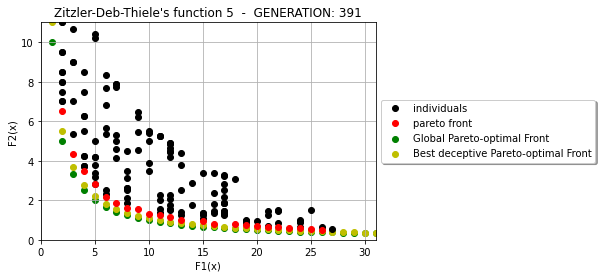 Zitzler-Deb-Thiele's function 5 - GENERATION: 391
10
8
6
4
2
0
F2(x)
0 5 10 15 20 25 30
F1(x)
individuals
pareto front
Global Pareto-optimal Front
Best deceptive Pareto-optimal Front